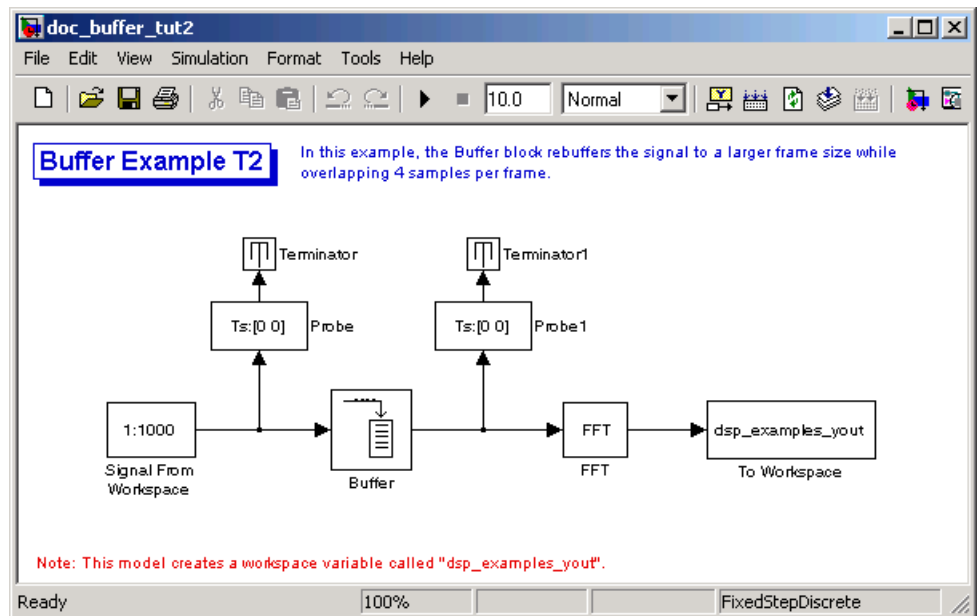 doc_buffer_tut2
File Edit View Simulation Format Tools Help
10.0 Normal
Buffer Example T2
In this example, the Buffer block rebuffers the signal to a larger frame size while
overlapping 4 samples per frame.
Terminator
Terminator1
Ts:[0 0]
Probe
Ts:[0 0]
Probe1
1:1000
FFT
dsp_examples_yout
Signal From
Workspace
Buffer
FFT
To Workspace
Note: This model creates a workspace variable called "dsp_examples_yout".
Ready 100% FixedStepDiscrete